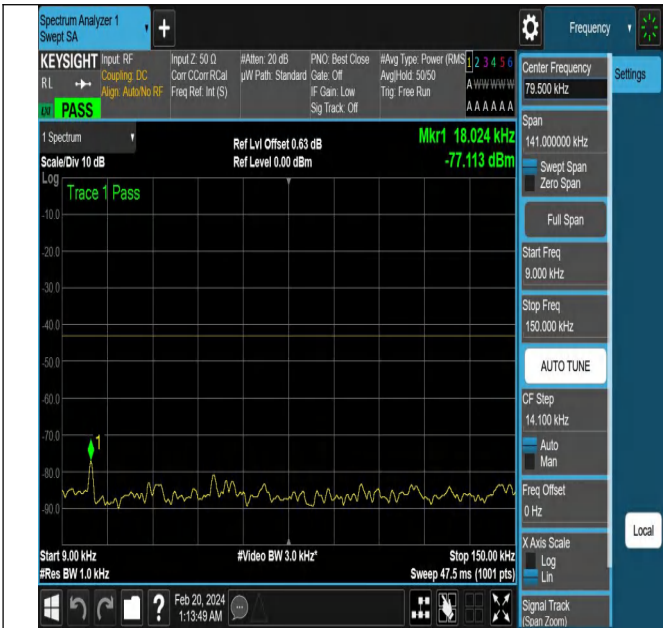 Spectrum Analyzer 1
Swept SA
+
Frequency
KEYSIGHT
RL
LXI
PASS
Input: RF
Coupling: DC
Align: Auto/No RF
Input Z: 50 Ω
Corr CCorr RCal
Freq Ref: Int (S)
#Atten: 20 dB
µW Path: Standard
PNO: Best Close
Gate: Off
IF Gain: Low
Sig Track: Off
#Avg Type: Power (RMS
Avg|Hold: 50/50
Trig: Free Run
1 2 3 4 5 6
A W W W W W
A A A A A A
1 Spectrum
Scale/Div 10 dB
Ref Lvl Offset 0.63 dB
Ref Level 0.00 dBm
Mkr1 18.024 kHz
-77.113 dBm
Log
Trace 1 Pass
-10.0
-20.0
-30.0
-40.0
-50.0
-60.0
-70.0
-80.0
-90.0
1
Start 9.00 kHz
#Res BW 1.0 kHz
#Video BW 3.0 kHz*
Stop 150.00 kHz
Sweep 47.5 ms (1001 pts)
?
Feb 20, 2024
1:13:49 AM
Center Frequency
79.500 kHz
Settings
Span
141.000000 kHz
Swept Span
Zero Span
Full Span
Start Freq
9.000 kHz
Stop Freq
150.000 kHz
AUTO TUNE
CF Step
14.100 kHz
Auto
Man
Freq Offset
0 Hz
X Axis Scale
Log
Lin
Local
Signal Track
(Span Zoom)